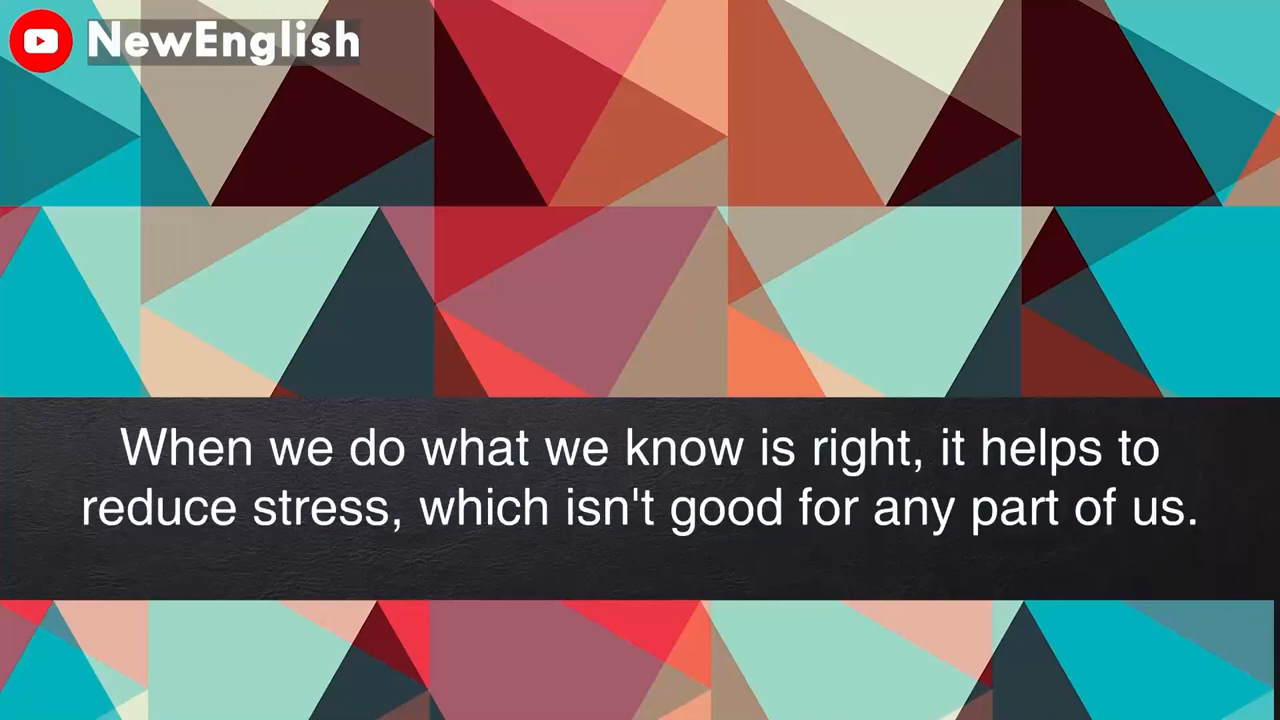 NewEnglish
When we do what we know is right, it helps to
reduce stress, which isn't good for any part of us.